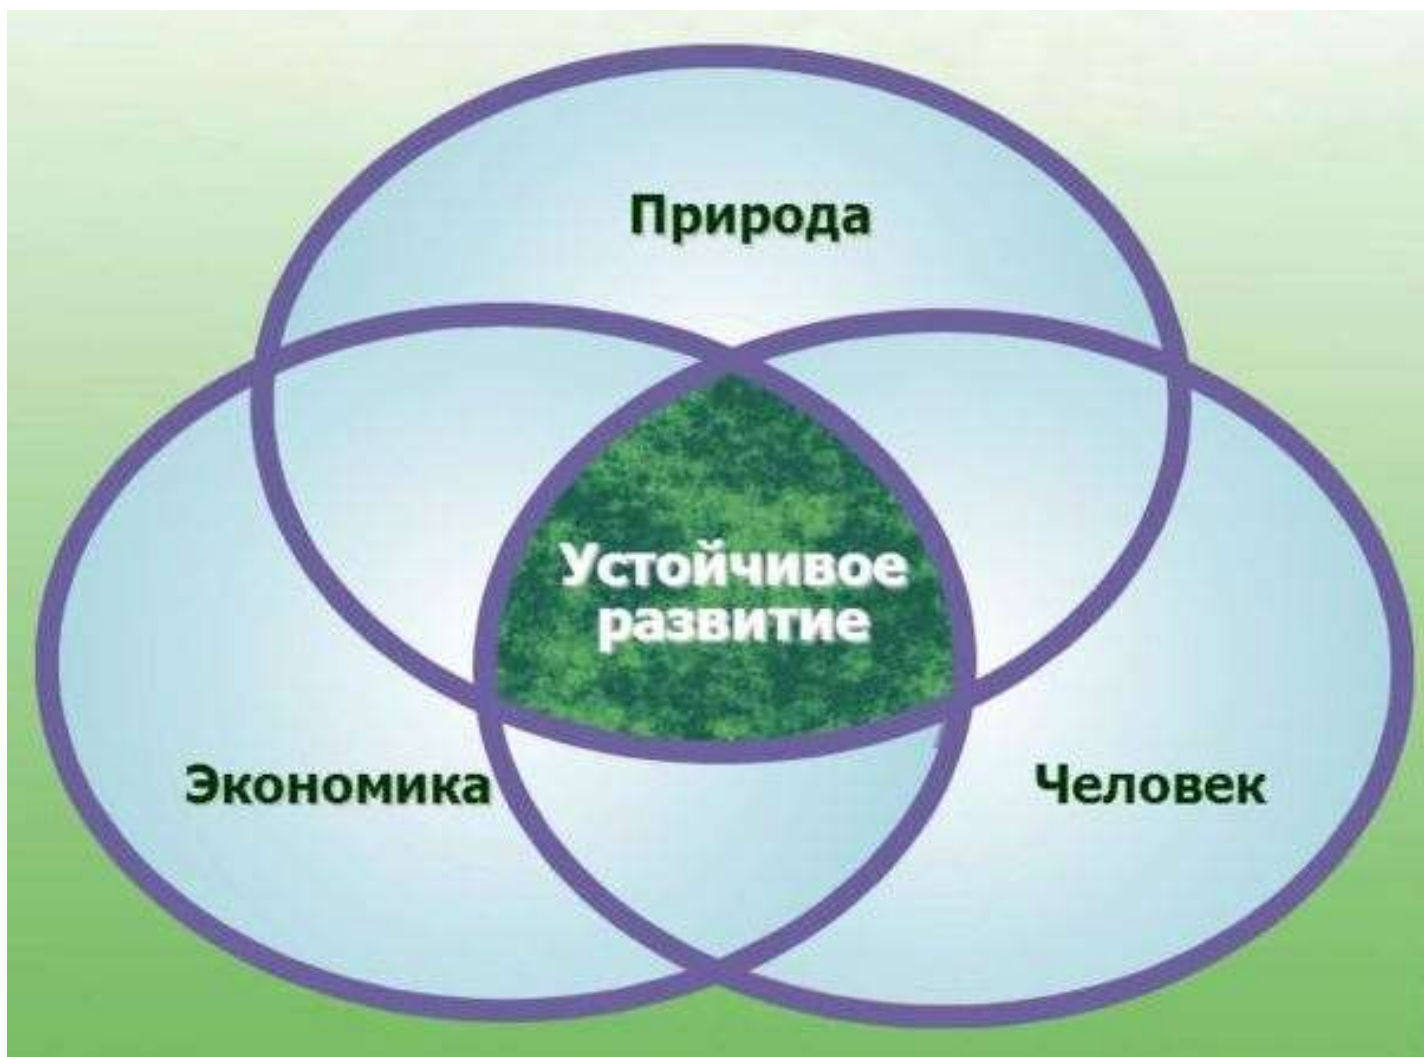 Природа
Устойчивое
развитие
Экономика
Человек